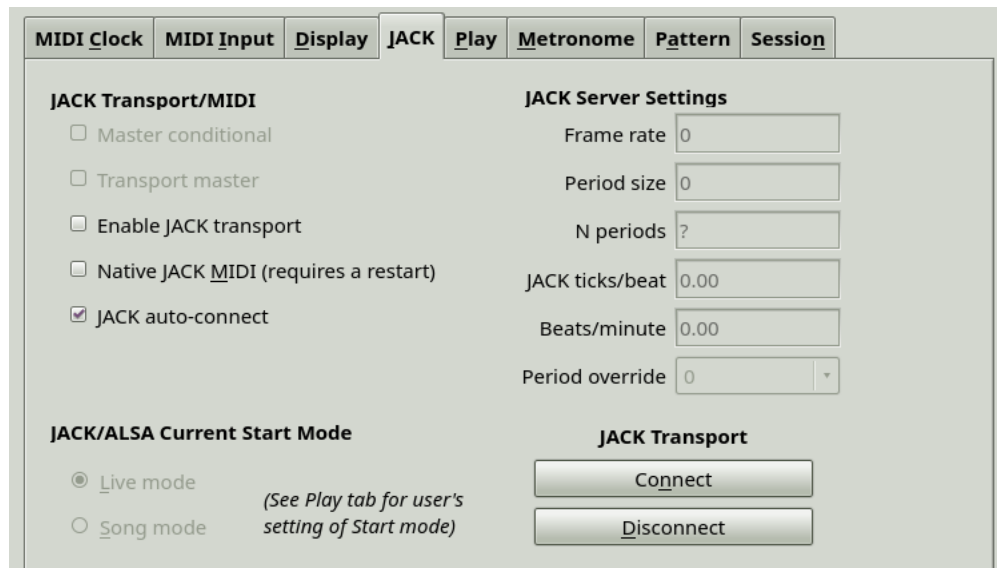 MIDI Clock MIDI Input Display JACK Play Metronome Pattern Session
JACK Transport/MIDI
Master conditional
Transport master
Enable JACK transport
Native JACK MIDI (requires a restart)
JACK auto-connect
JACK Server Settings
Frame rate 0
Period size 0
N periods ?
JACK ticks/beat 0.00
Beats/minute 0.00
Period override 0
JACK/ALSA Current Start Mode
Live mode
Song mode
(See Play tab for user's
setting of Start mode)
JACK Transport
Connect
Disconnect